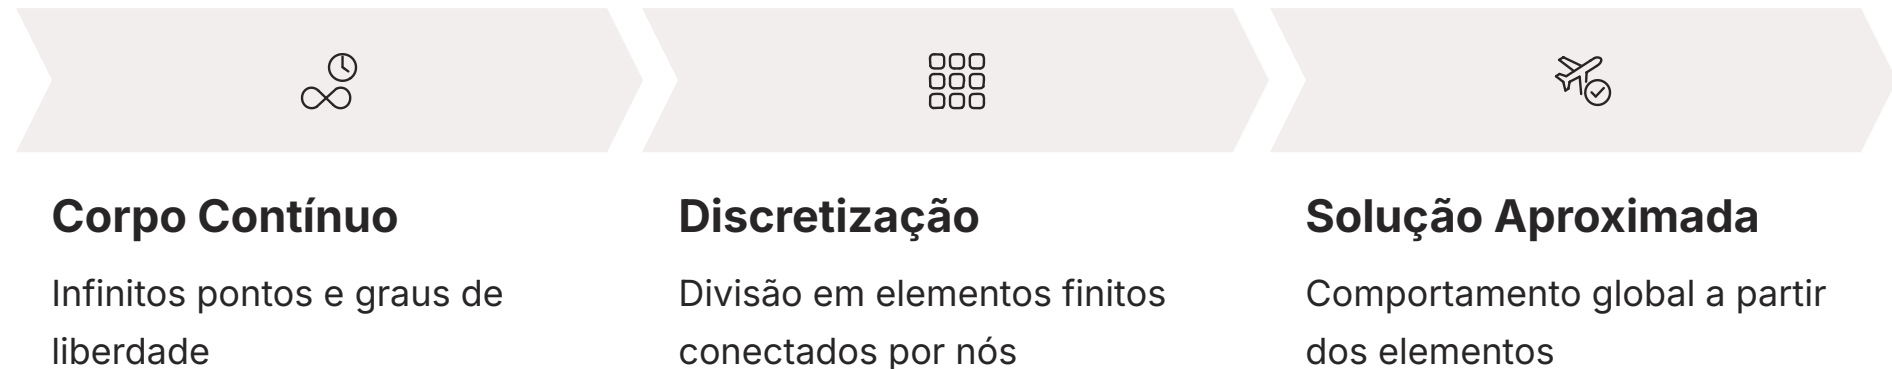 Corpo Contínuo
Infinitos pontos e graus de
liberdade
Discretização
Divisão em elementos finitos
conectados por nós
Solução Aproximada
Comportamento global a partir
dos elementos